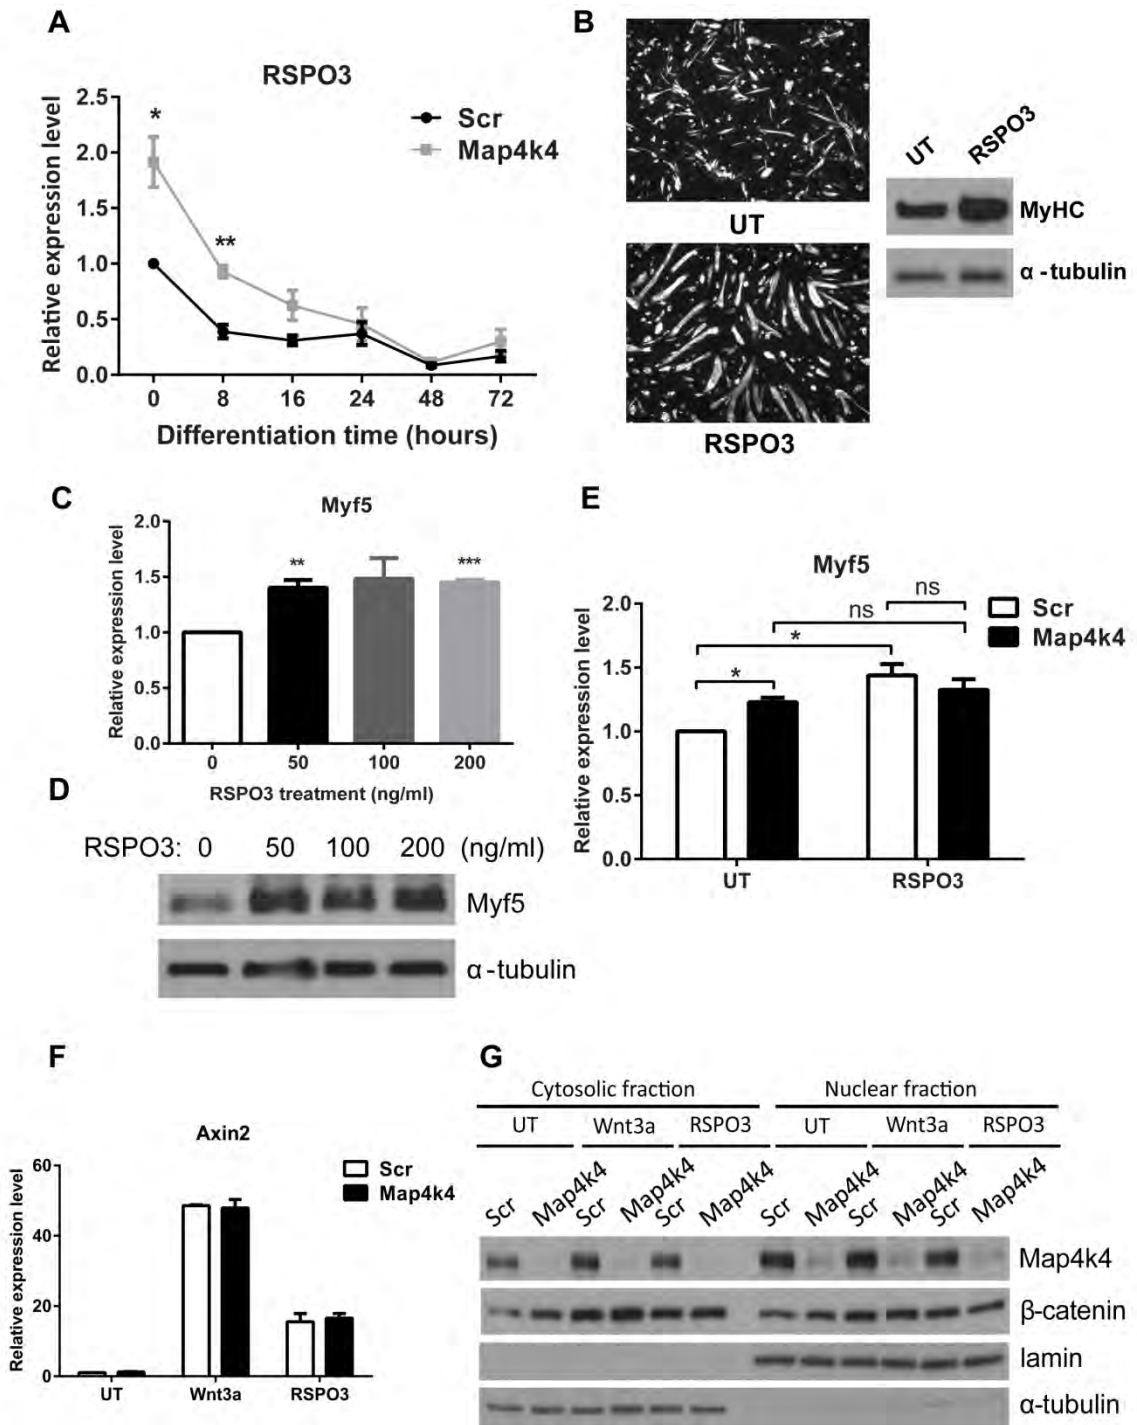 A
RSPO3
Relative expression level
2.5
2.0
1.5
1.0
0.5
0.0
*
**
Scr
Map4k4
0 8 16 24 48 72
Differentiation time (hours)
B
UT
RSPO3
UT RSPO3
MyHC
α-tubulin
C
Myf5
Relative expression level
2.0
1.5
1.0
0.5
0.0
** ***
0 50 100 200
RSPO3 treatment (ng/ml)
D
RSPO3: 0 50 100 200 (ng/ml)
Myf5
α-tubulin
E
Myf5
Relative expression level
2.0
1.5
1.0
0.5
0.0
ns
ns
*
*
Scr
Map4k4
UT RSPO3
F
Axin2
Relative expression level
60
40
20
0
Scr
Map4k4
UT Wnt3a RSPO3
G
Cytosolic fraction Nuclear fraction
UT Wnt3a RSPO3 UT Wnt3a RSPO3
Scr Map4k4 Scr Map4k4 Scr Map4k4 Scr Map4k4 Scr Map4k4 Scr Map4k4
Map4k4
β-catenin
lamin
α-tubulin